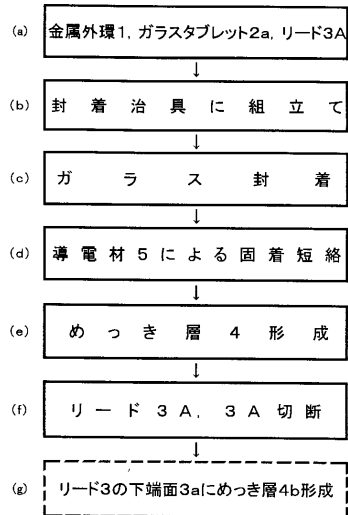 (a) 金属外環1, ガラスタブレット2a, リード3A
↓
(b) 封着治具に組立て
↓
(c) ガラス封着
↓
(d) 導電材5による固着短絡
↓
(e) めっき層4形成
↓
(f) リード3A, 3A切断
↓
(g) リード3の下端面3aにめっき層4b形成